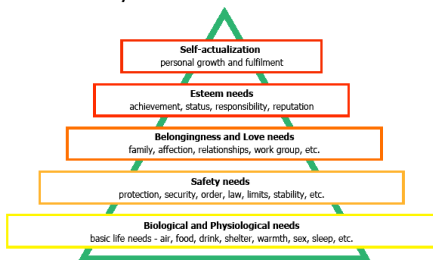 Self-actualization
personal growth and fulfilment
Esteem needs
achievement, status, responsibility, reputation
Belongingness and Love needs
family, affection, relationships, work group, etc.
Safety needs
protection, security, order, law, limits, stability, etc.
Biological and Physiological needs
basic life needs - air, food, drink, shelter, warmth, sex, sleep, etc.